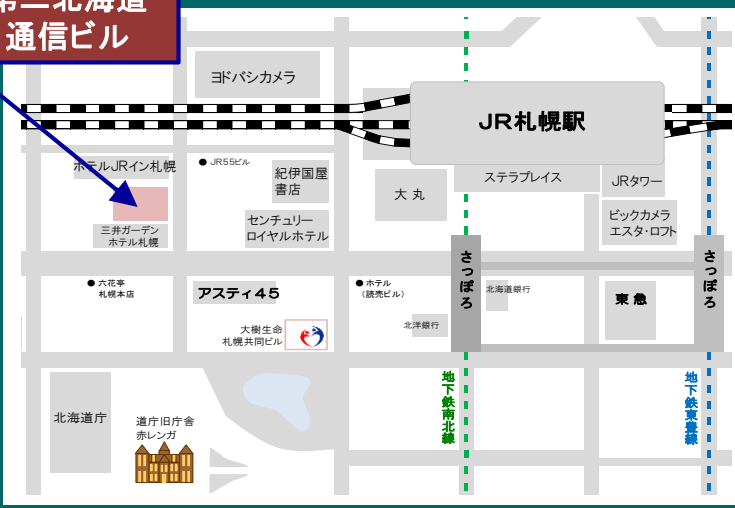 第二北海道
通信ビル
ヨドバシカメラ
JR札幌駅
ホテルJRイン札幌
● JR55ビル
紀伊国屋
書店
大丸
ステラプレイス
JRタワー
ビックカメラ
エスタ・ロフト
三井ガーデン
ホテル札幌
センチュリー
ロイヤルホテル
さっぽろ
さっぽろ
● 六花亭
札幌本店
アスティ45
● ホテル
（読売ビル）
北海道銀行
東急
大樹生命
札幌共同ビル
北洋銀行
地下鉄南北線
地下鉄東豊線
北海道庁
道庁旧庁舎
赤レンガ